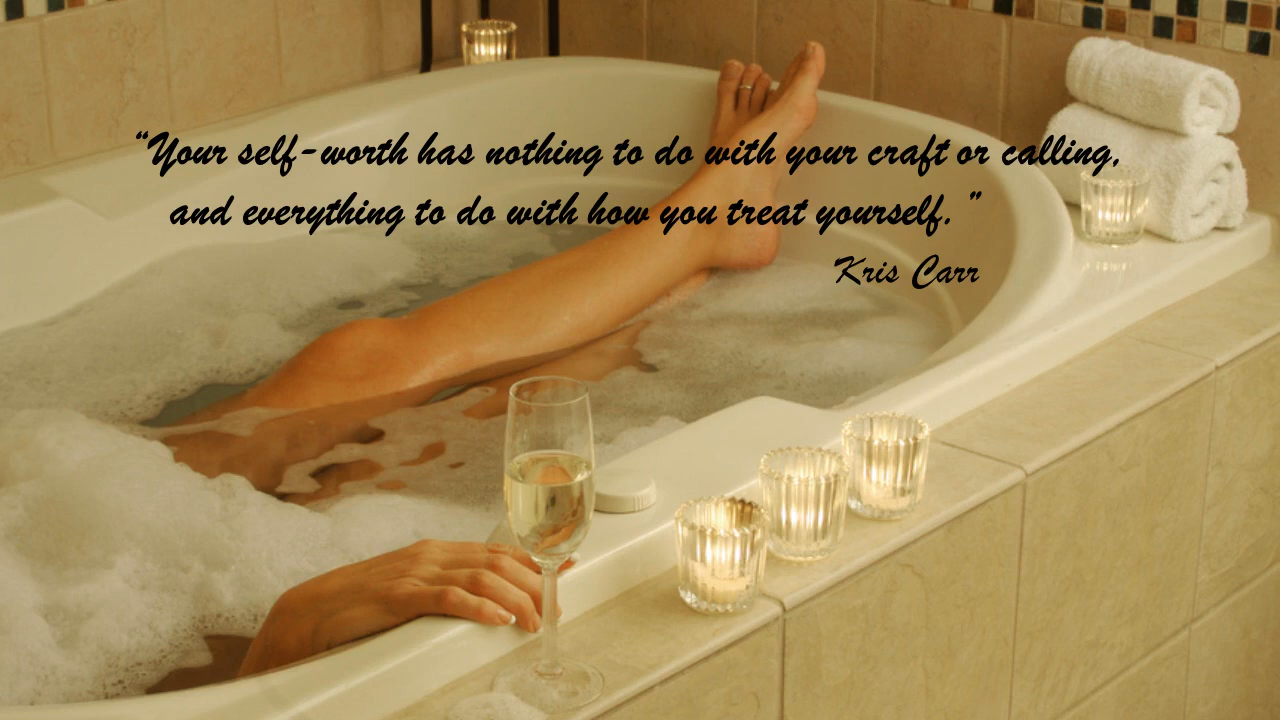 “Your self-worth has nothing to do with your craft or calling,
and everything to do with how you treat yourself. ”
Kris Carr